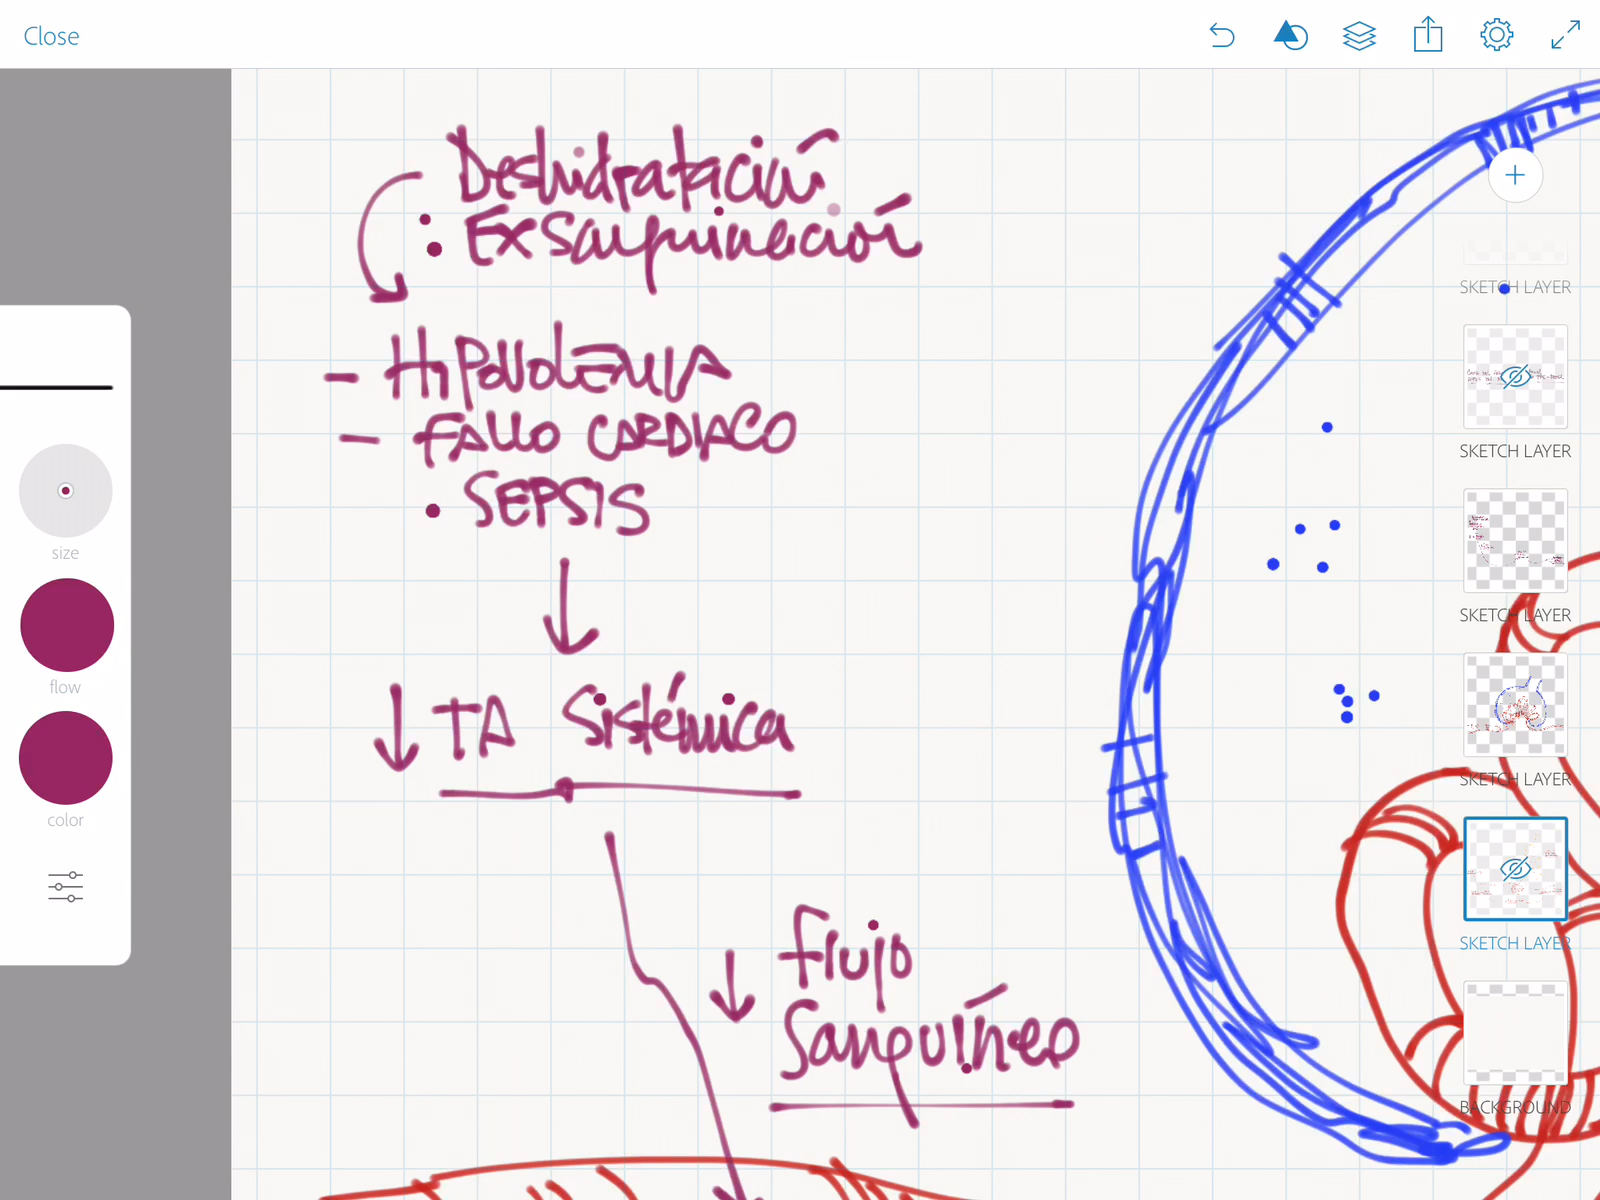 Close
Deshidratación
: Exsanguinación
- HIPOVOLEMIA
- FALLO CARDIACO
• SEPSIS
↓
↓ TA Sistémica
↓ Flujo
Sanguíneo
size
flow
color
SKETCH LAYER
SKETCH LAYER
SKETCH LAYER
SKETCH LAYER
SKETCH LAYER
BACKGROUND